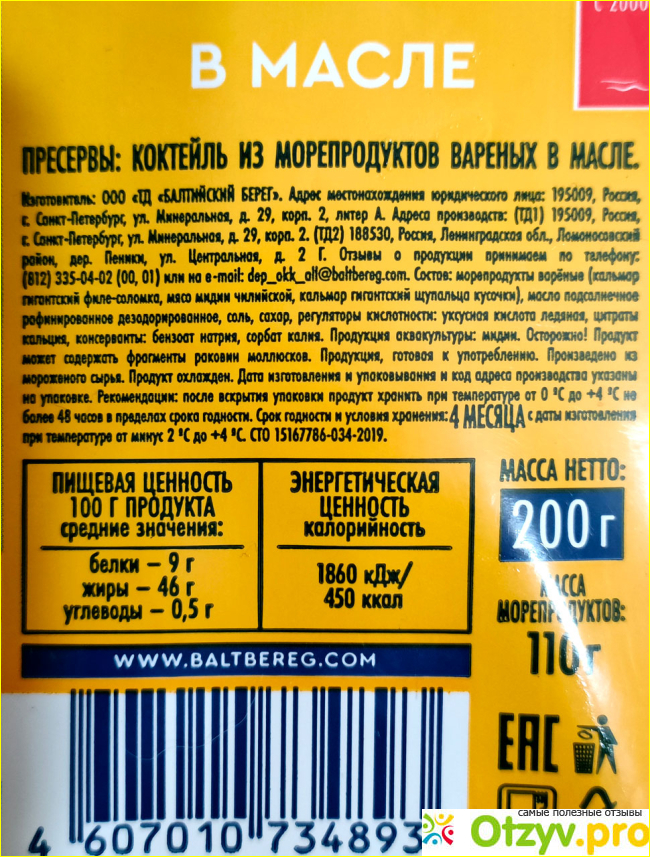 С 2000
В МАСЛЕ
ПРЕСЕРВЫ: КОКТЕЙЛЬ ИЗ МОРЕПРОДУКТОВ ВАРЕНЫХ В МАСЛЕ.
Изготовитель: ООО «ТД «БАЛТИЙСКИЙ БЕРЕГ». Адрес местонахождения юридического лица: 195009, Россия,
г. Санкт-Петербург, ул. Минеральная, д. 29, корп. 2, литер А. Адреса производств: (ТД1) 195009, Россия,
г. Санкт-Петербург, ул. Минеральная, д. 29, корп. 2. (ТД2) 188530, Россия, Ленинградская обл., Ломоносовский
район, дер. Пеники, ул. Центральная, д. 2 Г. Отзывы о продукции принимаем по телефону:
(812) 335-04-02 (00, 01) или на e-mail: dep_okk_all@baltbereg.com. Состав: морепродукты варёные (кальмар
гигантский филе-соломка, мясо мидии чилийской, кальмар гигантский щупальца кусочки), масло подсолнечное
рафинированное дезодорированное, соль, сахар, регуляторы кислотности: уксусная кислота ледяная, цитраты
кальция, консерванты: бензоат натрия, сорбат калия. Продукция аквакультуры: мидии. Осторожно! Продукт
может содержать фрагменты раковин моллюсков. Продукция, готовая к употреблению. Произведено из
мороженого сырья. Продукт охлажден. Дата изготовления и упаковывания и код адреса производства указаны
на упаковке. Рекомендации: после вскрытия упаковки продукт хранить при температуре от 0 °С до +4 °С не
более 48 часов в пределах срока годности. Срок годности и условия хранения: 4 МЕСЯЦА с даты изготовления
при температуре от минус 2 °С до +4 °С. СТО 15167786-034-2019.
ПИЩЕВАЯ ЦЕННОСТЬ
100 Г ПРОДУКТА
средние значения:
белки – 9 г
жиры – 46 г
углеводы – 0,5 г
ЭНЕРГЕТИЧЕСКАЯ
ЦЕННОСТЬ
калорийность
1860 кДж/
450 ккал
МАССА НЕТТО:
200 г
МАССА
МОРЕПРОДУКТОВ:
110 г
WWW.BALTBEREG.COM
EAC
4 607010 734893
самые полезные отзывы
Otzyv.pro